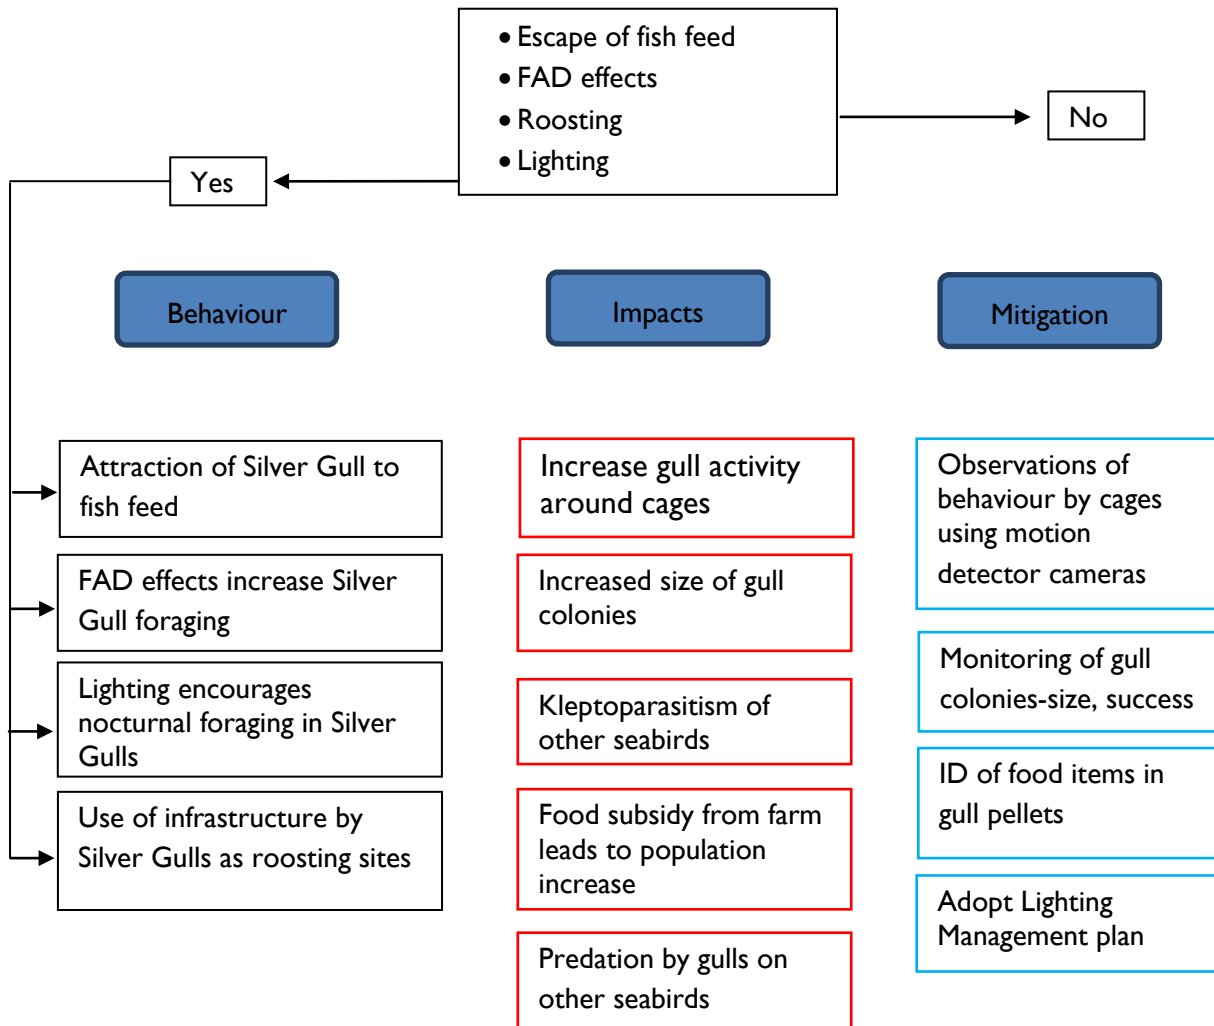 • Escape of fish feed
• FAD effects
• Roosting
• Lighting
No
Yes
Behaviour
Impacts
Mitigation
Attraction of Silver Gull to
fish feed
FAD effects increase Silver
Gull foraging
Lighting encourages
nocturnal foraging in Silver
Gulls
Use of infrastructure by
Silver Gulls as roosting sites
Increase gull activity
around cages
Increased size of gull
colonies
Kleptoparasitism of
other seabirds
Food subsidy from farm
leads to population
increase
Predation by gulls on
other seabirds
Observations of
behaviour by cages
using motion
detector cameras
Monitoring of gull
colonies-size, success
ID of food items in
gull pellets
Adopt Lighting
Management plan